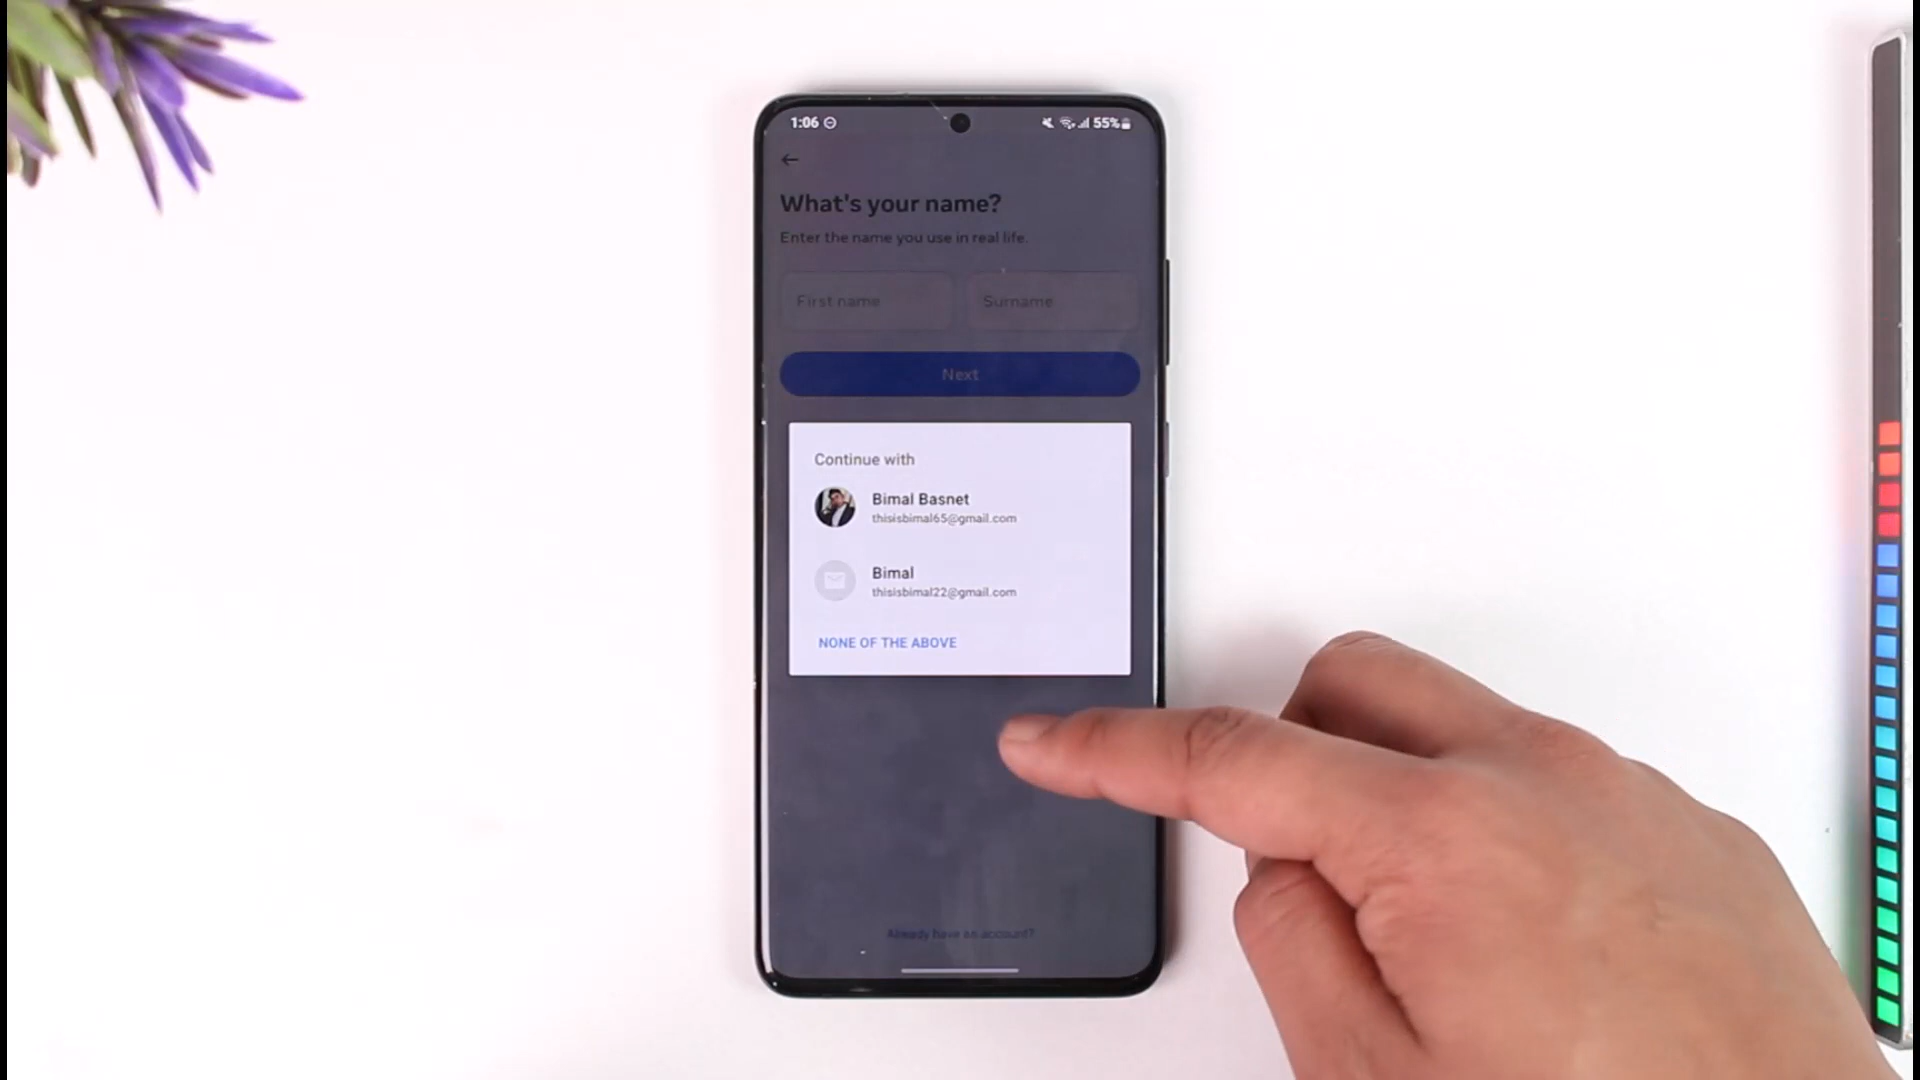 1:06
55%
What's your name?
Enter the name you use in real life.
First name
Surname
Next
Continue with
Bimal Basnet
thisisbimal65@gmail.com
Bimal
thisisbimal22@gmail.com
NONE OF THE ABOVE
Already have an account?